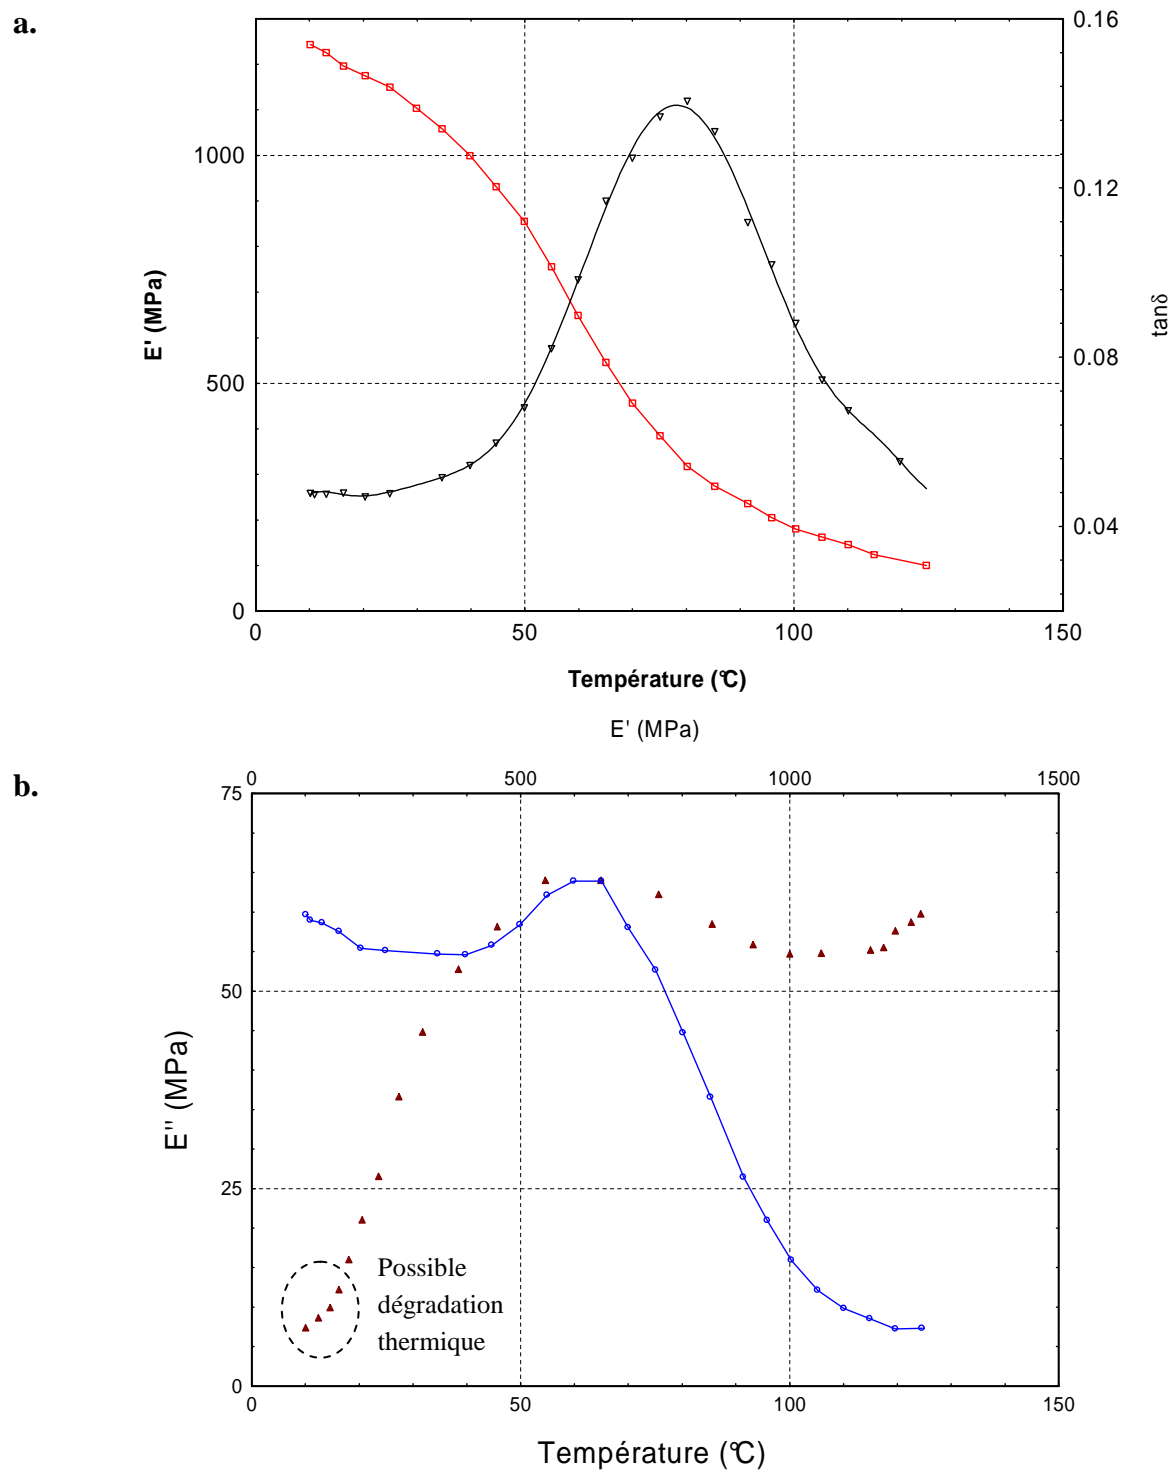 a.
0.16
1000
0.12
E' (MPa)
tanδ
0.08
500
0.04
0
0 50 100 150
Température (°C)
E' (MPa)
b.
0 500 1000 1500
75
50
E'' (MPa)
25
Possible
dégradation
thermique
0
0 50 100 150
Température (°C)